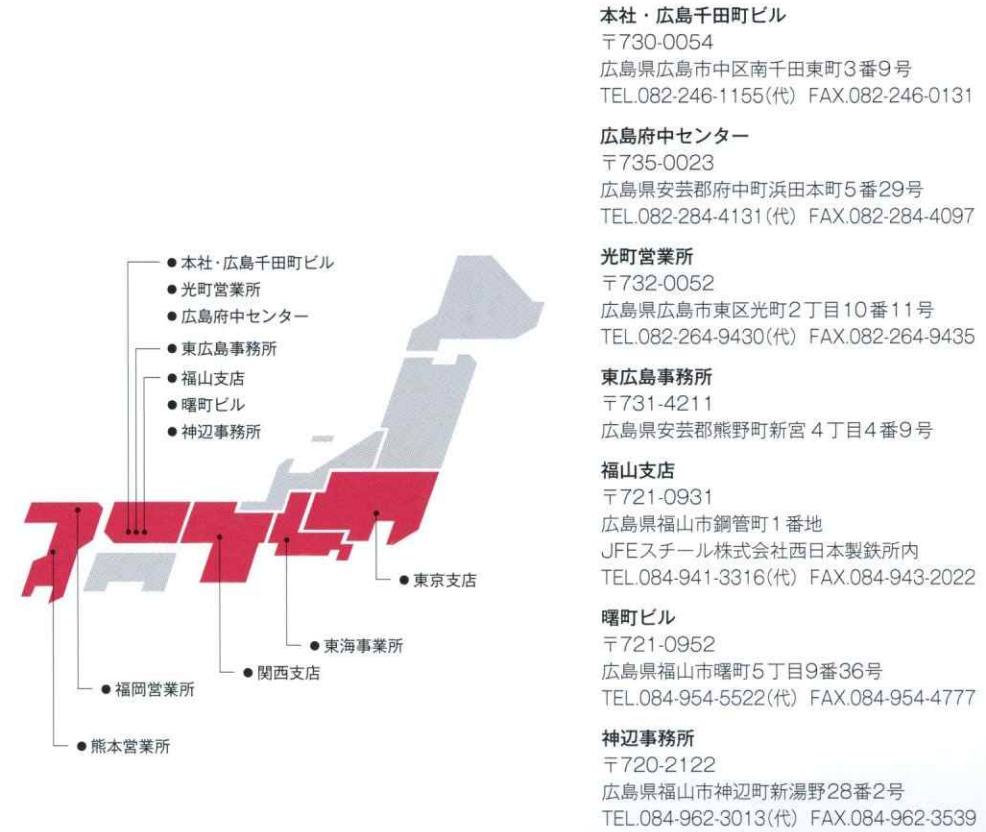 ●本社・広島千田町ビル
●光町営業所
●広島府中センター
●東広島事務所
●福山支店
●曙町ビル
●神辺事務所
●東京支店
●東海事業所
●関西支店
●福岡営業所
●熊本営業所
本社・広島千田町ビル
〒730-0054
広島県広島市中区南千田東町3番9号
TEL.082-246-1155(代) FAX.082-246-0131
広島府中センター
〒735-0023
広島県安芸郡府中町浜田本町5番29号
TEL.082-284-4131(代) FAX.082-284-4097
光町営業所
〒732-0052
広島県広島市東区光町2丁目10番11号
TEL.082-264-9430(代) FAX.082-264-9435
東広島事務所
〒731-4211
広島県安芸郡熊野町新宮4丁目4番9号
福山支店
〒721-0931
広島県福山市鋼管町1番地
JFEスチール株式会社西日本製鉄所内
TEL.084-941-3316(代) FAX.084-943-2022
曙町ビル
〒721-0952
広島県福山市曙町5丁目9番36号
TEL.084-954-5522(代) FAX.084-954-4777
神辺事務所
〒720-2122
広島県福山市神辺町新湯野28番2号
TEL.084-962-3013(代) FAX.084-962-3539